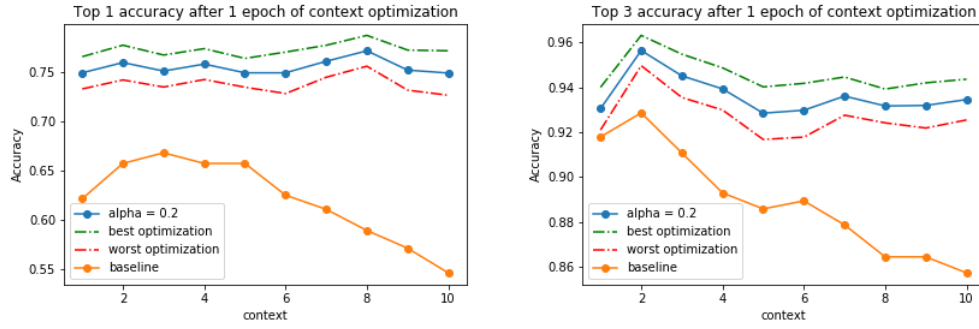 Top 1 accuracy after 1 epoch of context optimization
0.75
0.70
0.65
0.60
0.55
Accuracy
alpha = 0.2
best optimization
worst optimization
baseline
2 4 6 8 10
context
Top 3 accuracy after 1 epoch of context optimization
0.96
0.94
0.92
0.90
0.88
0.86
Accuracy
alpha = 0.2
best optimization
worst optimization
baseline
2 4 6 8 10
context